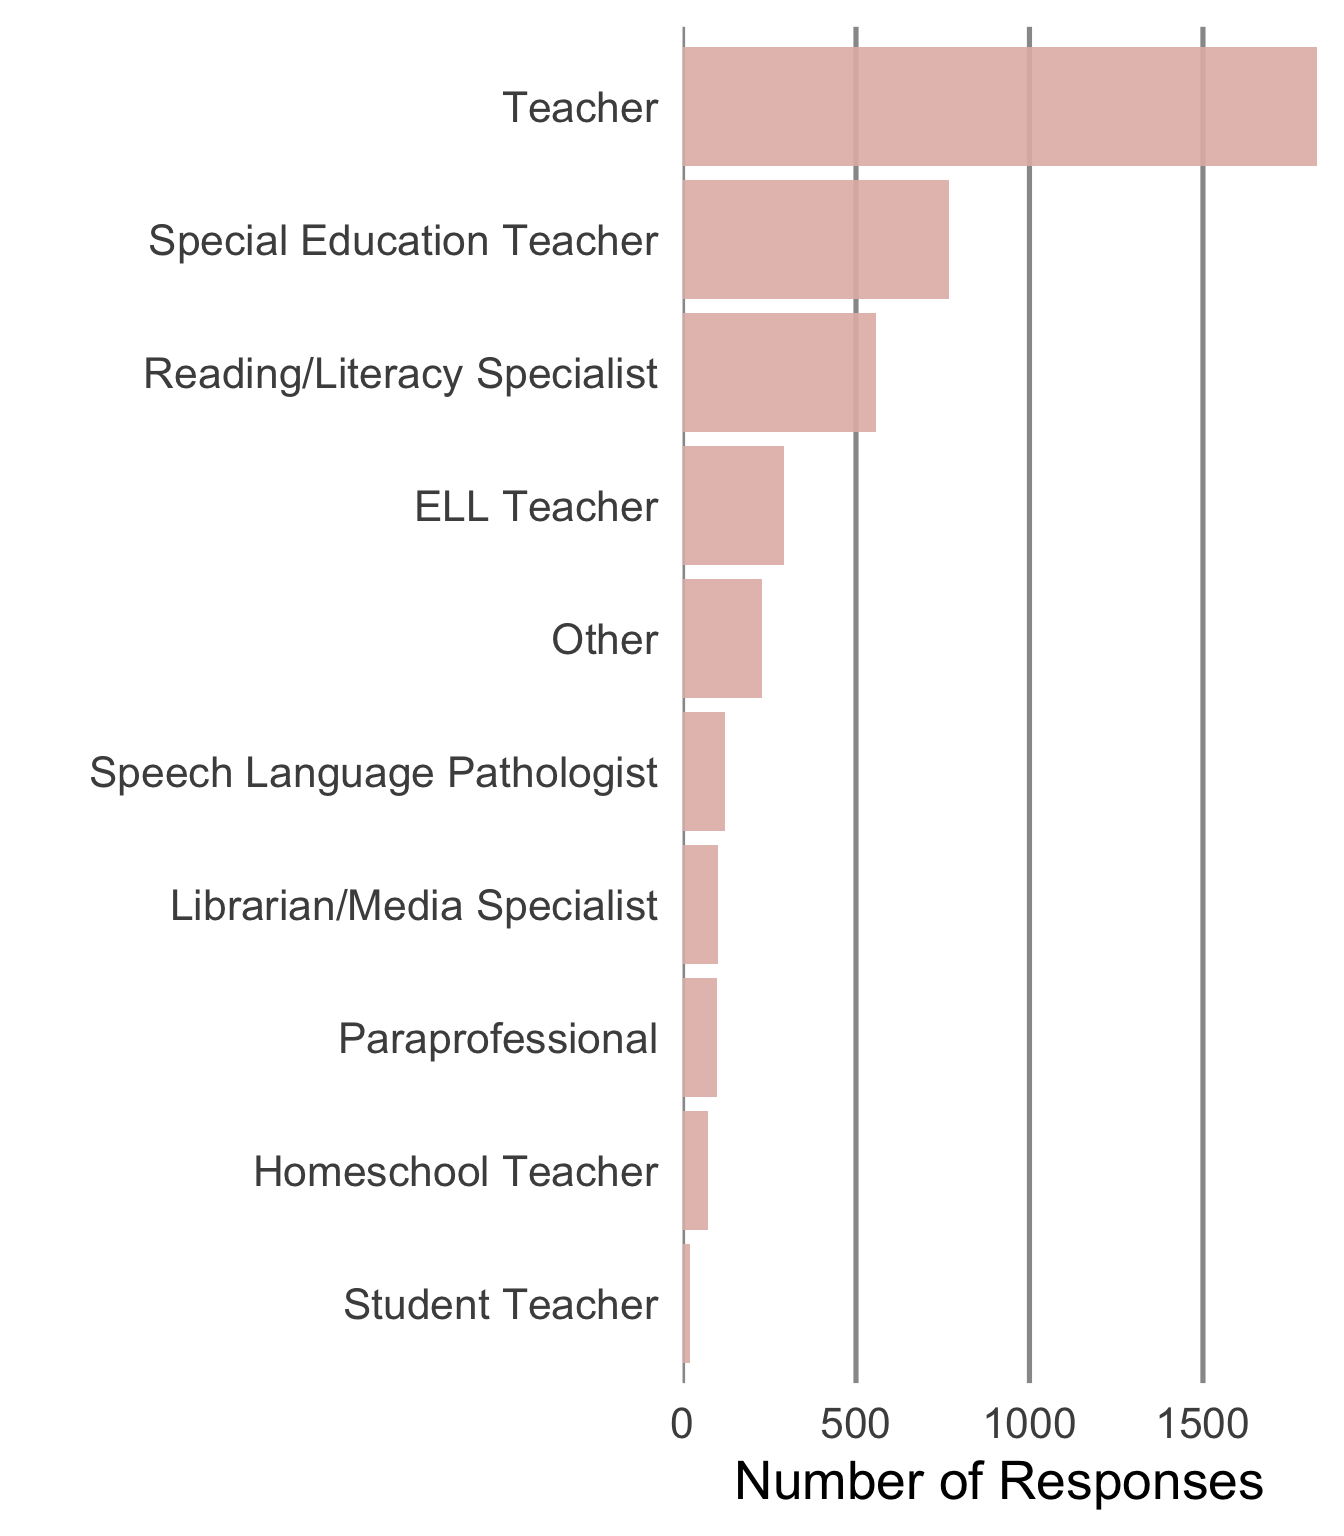 Teacher
Special Education Teacher
Reading/Literacy Specialist
ELL Teacher
Other
Speech Language Pathologist
Librarian/Media Specialist
Paraprofessional
Homeschool Teacher
Student Teacher
0 500 1000 1500
Number of Responses